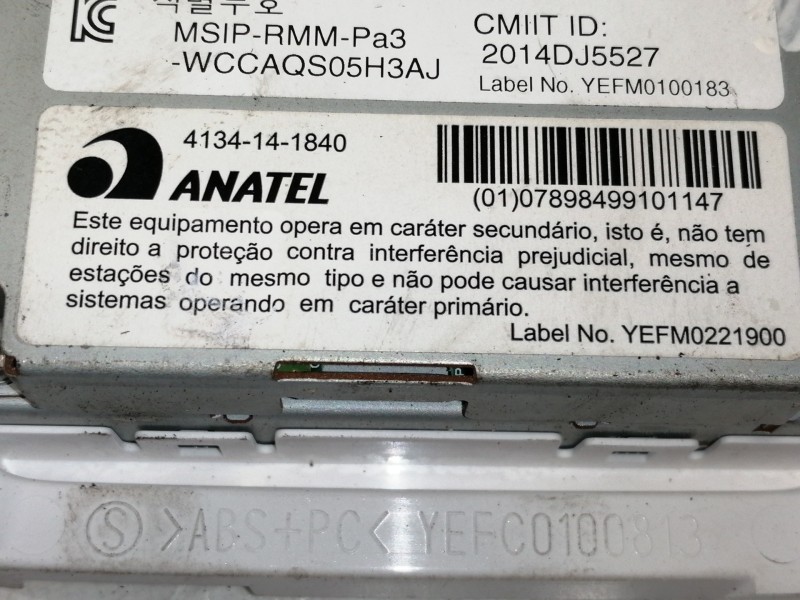 MSIP-RMM-Pa3
-WCCAQS05H3AJ
CMIIT ID:
2014DJ5527
Label No. YEFM0100183
4134-14-1840
ANATEL
(01)07898499101147
Este equipamento opera em caráter secundário, isto é, não tem
direito a proteção contra interferência prejudicial, mesmo de
estações do mesmo tipo e não pode causar interferência a
sistemas operando em caráter primário.
Label No. YEFM0221900
S >ABS+PC< YEFC0100813